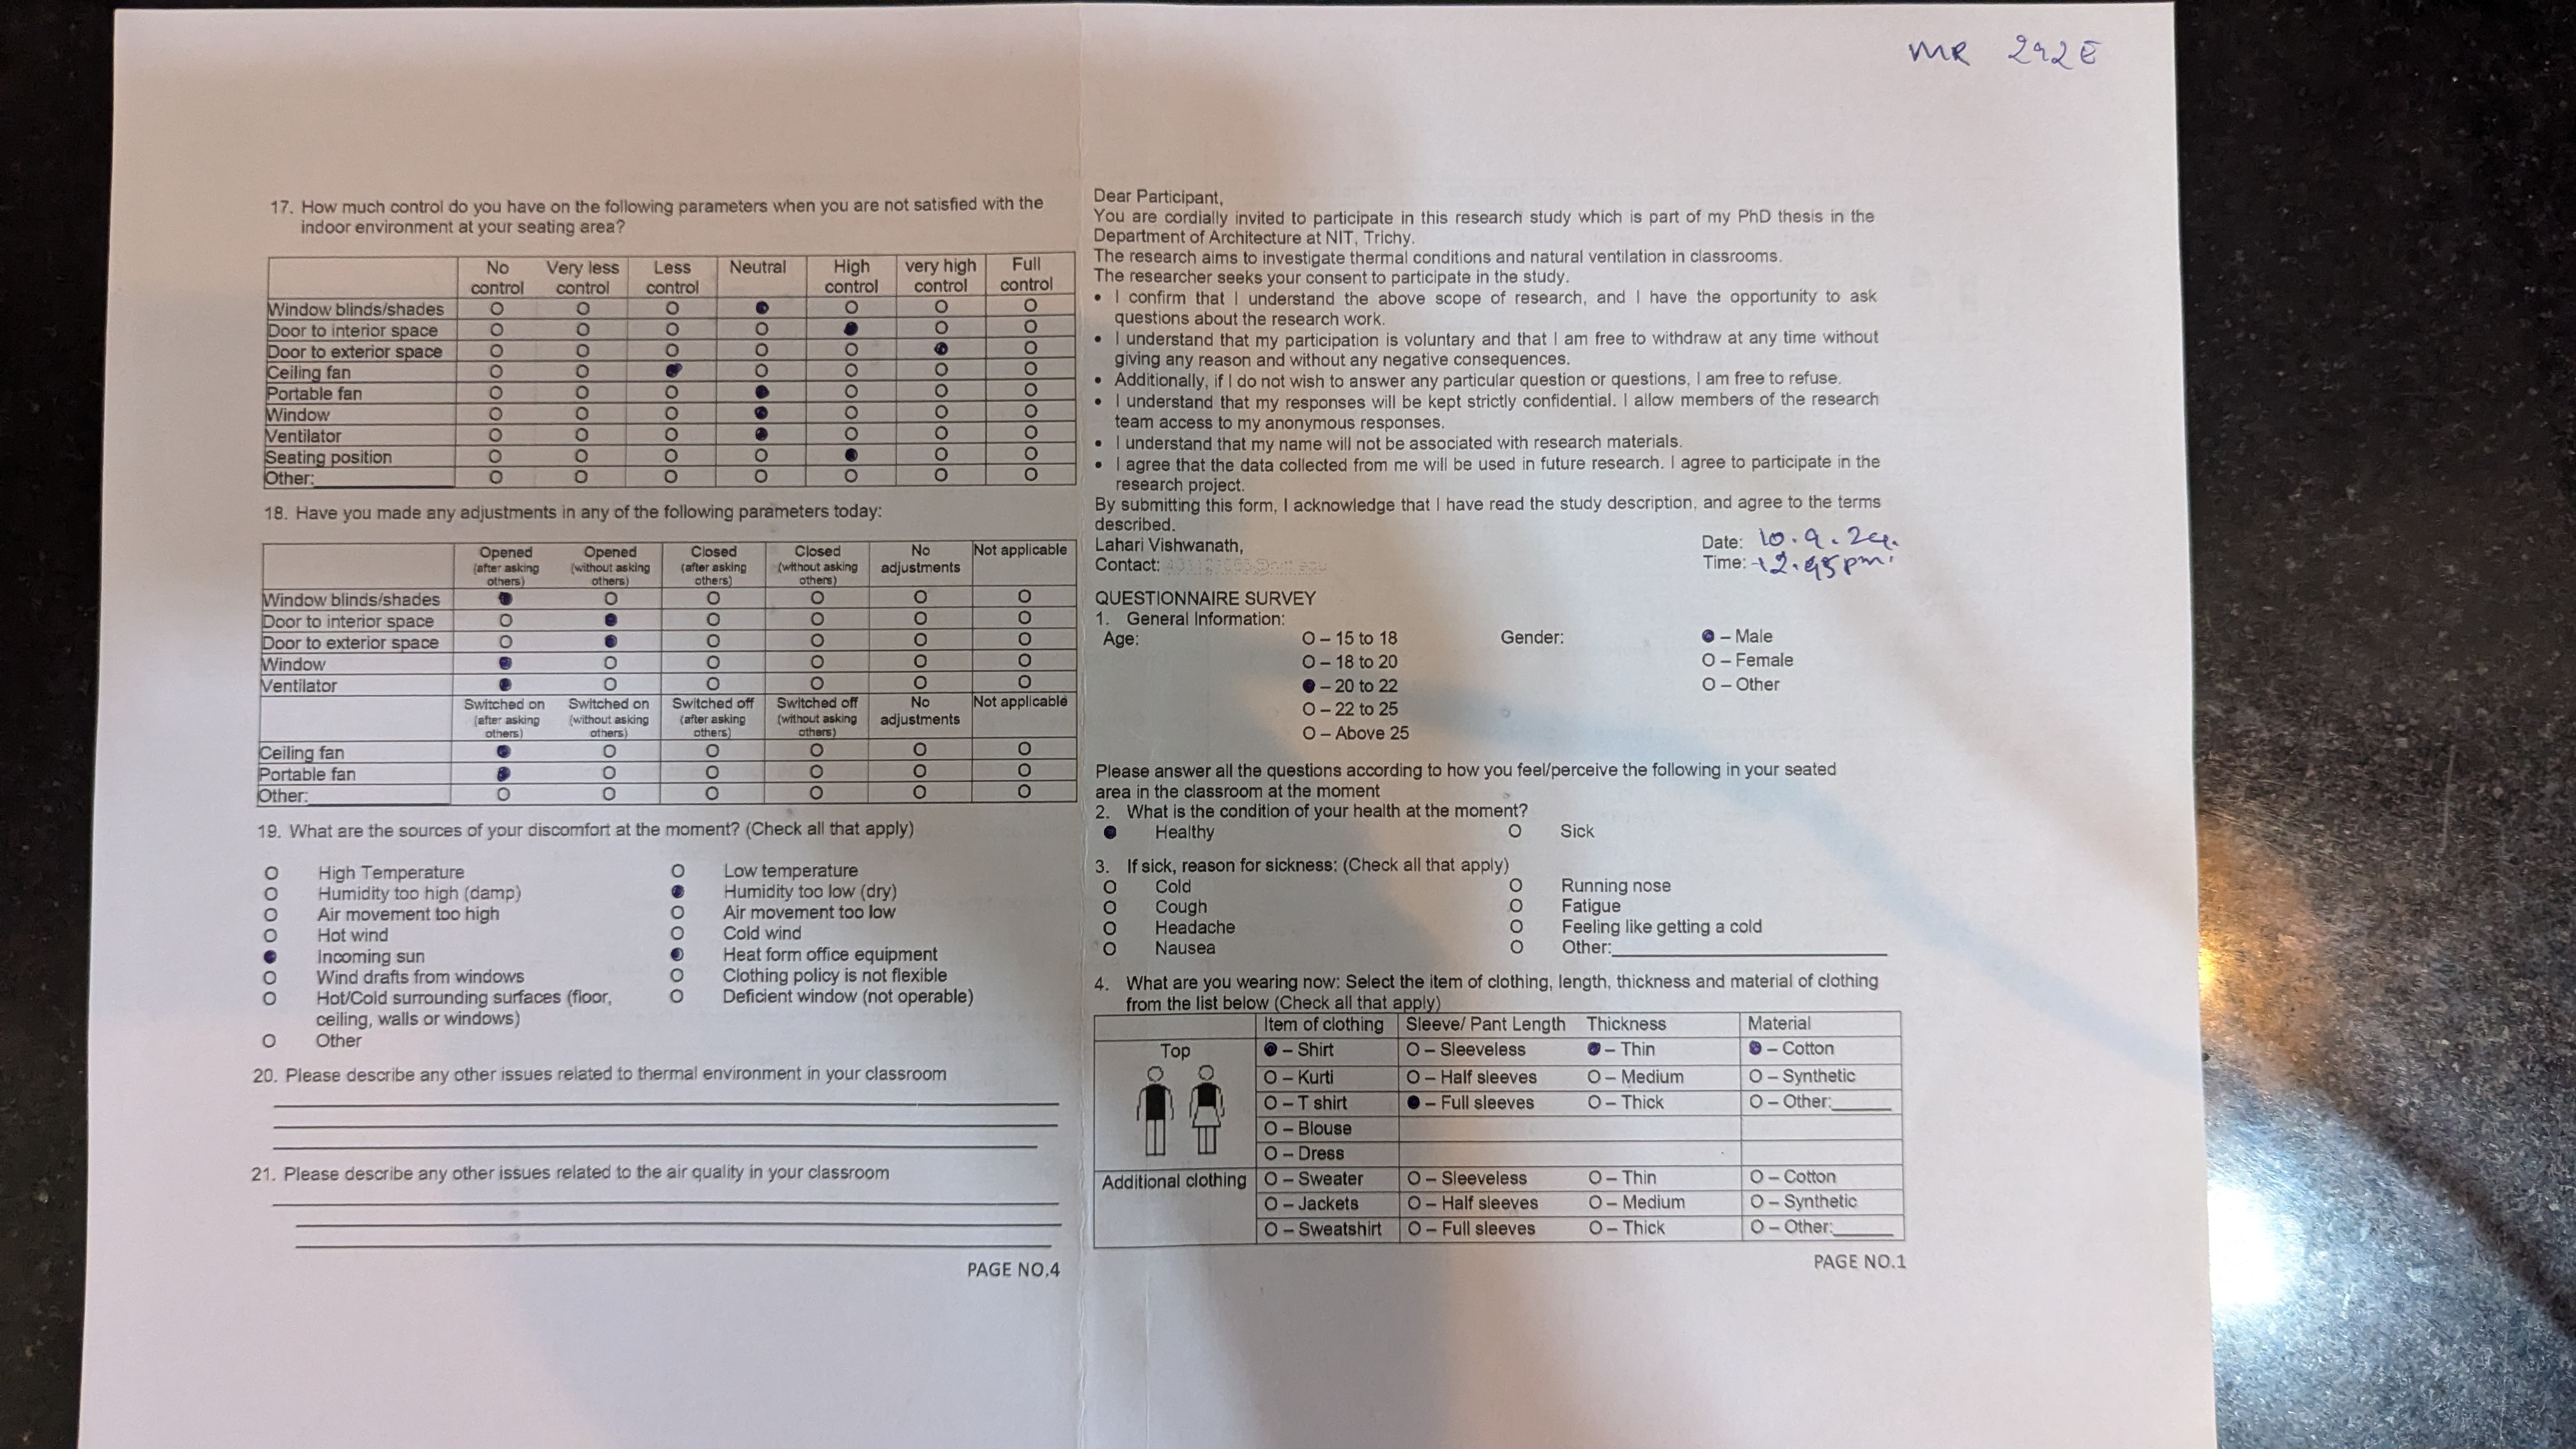 MR 242E
17. How much control do you have on the following parameters when you are not satisfied with the
indoor environment at your seating area?
No control Very less control Less control Neutral High control very high control Full control
Window blinds/shades O O O ● O O O
Door to interior space O O O O ● O O
Door to exterior space O O O O O ● O
Ceiling fan O O ● O O O O
Portable fan O O O ● O O O
Window O O O ● O O O
Ventilator O O O ● O O O
Seating position O O O O ● O O
Other: O O O O O O O
18. Have you made any adjustments in any of the following parameters today:
Opened (after asking others) Opened (without asking others) Closed (after asking others) Closed (without asking others) No adjustments Not applicable
Window blinds/shades ● O O O O O
Door to interior space O ● O O O O
Door to exterior space O ● O O O O
Window ● O O O O O
Ventilator ● O O O O O
Switched on (after asking others) Switched on (without asking others) Switched off (after asking others) Switched off (without asking others) No adjustments Not applicable
Ceiling fan ● O O O O O
Portable fan ● O O O O O
Other: O O O O O O
19. What are the sources of your discomfort at the moment? (Check all that apply)
O High Temperature O Low temperature
O Humidity too high (damp) ● Humidity too low (dry)
O Air movement too high O Air movement too low
O Hot wind O Cold wind
● Incoming sun ● Heat form office equipment
O Wind drafts from windows O Clothing policy is not flexible
O Hot/Cold surrounding surfaces (floor, O Deficient window (not operable)
ceiling, walls or windows)
O Other
20. Please describe any other issues related to thermal environment in your classroom
21. Please describe any other issues related to the air quality in your classroom
PAGE NO.4
Dear Participant,
You are cordially invited to participate in this research study which is part of my PhD thesis in the
Department of Architecture at NIT, Trichy.
The research aims to investigate thermal conditions and natural ventilation in classrooms.
The researcher seeks your consent to participate in the study.
• I confirm that I understand the above scope of research, and I have the opportunity to ask
questions about the research work.
• I understand that my participation is voluntary and that I am free to withdraw at any time without
giving any reason and without any negative consequences.
• Additionally, if I do not wish to answer any particular question or questions, I am free to refuse.
• I understand that my responses will be kept strictly confidential. I allow members of the research
team access to my anonymous responses.
• I understand that my name will not be associated with research materials.
• I agree that the data collected from me will be used in future research. I agree to participate in the
research project.
By submitting this form, I acknowledge that I have read the study description, and agree to the terms
described.
Lahari Vishwanath, Date: 10.9.24.
Contact: Time: 12.45pm.
QUESTIONNAIRE SURVEY
1. General Information:
Age: O – 15 to 18 Gender: ● – Male
O – 18 to 20 O – Female
● – 20 to 22 O – Other
O – 22 to 25
O – Above 25
Please answer all the questions according to how you feel/perceive the following in your seated
area in the classroom at the moment
2. What is the condition of your health at the moment?
● Healthy O Sick
3. If sick, reason for sickness: (Check all that apply)
O Cold O Running nose
O Cough O Fatigue
O Headache O Feeling like getting a cold
O Nausea O Other:
4. What are you wearing now: Select the item of clothing, length, thickness and material of clothing
from the list below (Check all that apply)
Item of clothing Sleeve/ Pant Length Thickness Material
Top ● – Shirt O – Sleeveless ● – Thin ● – Cotton
O – Kurti O – Half sleeves O – Medium O – Synthetic
O – T shirt ● – Full sleeves O – Thick O – Other:
O – Blouse
O – Dress
Additional clothing O – Sweater O – Sleeveless O – Thin O – Cotton
O – Jackets O – Half sleeves O – Medium O – Synthetic
O – Sweatshirt O – Full sleeves O – Thick O – Other:
PAGE NO.1